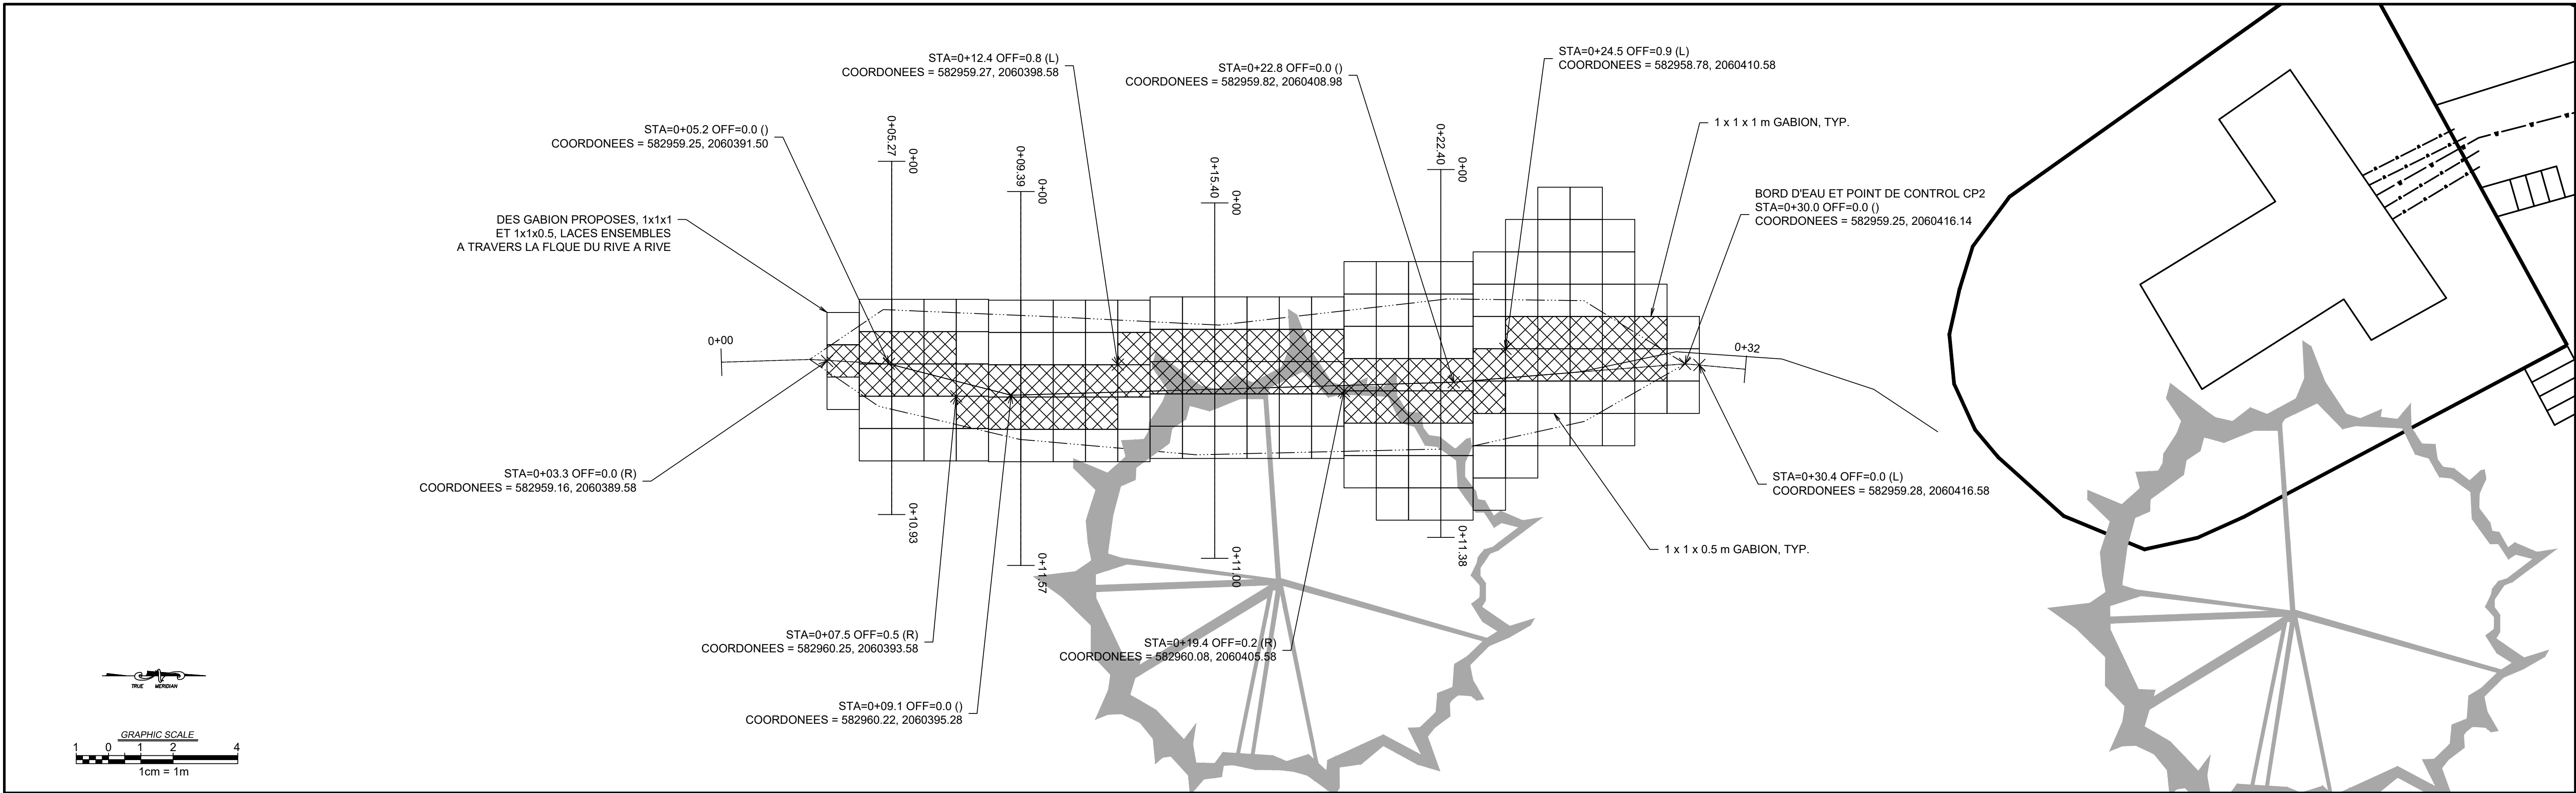 STA=0+12.4 OFF=0.8 (L)
COORDONEES = 582959.27, 2060398.58
STA=0+22.8 OFF=0.0 ()
COORDONEES = 582959.82, 2060408.98
STA=0+24.5 OFF=0.9 (L)
COORDONEES = 582958.78, 2060410.58
STA=0+05.2 OFF=0.0 ()
COORDONEES = 582959.25, 2060391.50
1 x 1 x 1 m GABION, TYP.
0+05.27
0+00
0+09.39
0+00
0+15.40
0+00
0+22.40
0+00
DES GABION PROPOSES, 1x1x1
ET 1x1x0.5, LACES ENSEMBLES
A TRAVERS LA FLQUE DU RIVE A RIVE
BORD D'EAU ET POINT DE CONTROL CP2
STA=0+30.0 OFF=0.0 ()
COORDONEES = 582959.25, 2060416.14
0+00
0+32
STA=0+03.3 OFF=0.0 (R)
COORDONEES = 582959.16, 2060389.58
STA=0+30.4 OFF=0.0 (L)
COORDONEES = 582959.28, 2060416.58
0+10.93
0+11.57
0+11.00
0+11.38
1 x 1 x 0.5 m GABION, TYP.
STA=0+07.5 OFF=0.5 (R)
COORDONEES = 582960.25, 2060393.58
STA=0+19.4 OFF=0.2 (R)
COORDONEES = 582960.08, 2060405.58
STA=0+09.1 OFF=0.0 ()
COORDONEES = 582960.22, 2060395.28
TRUE MERIDIAN
GRAPHIC SCALE
1 0 1 2 4
1cm = 1m